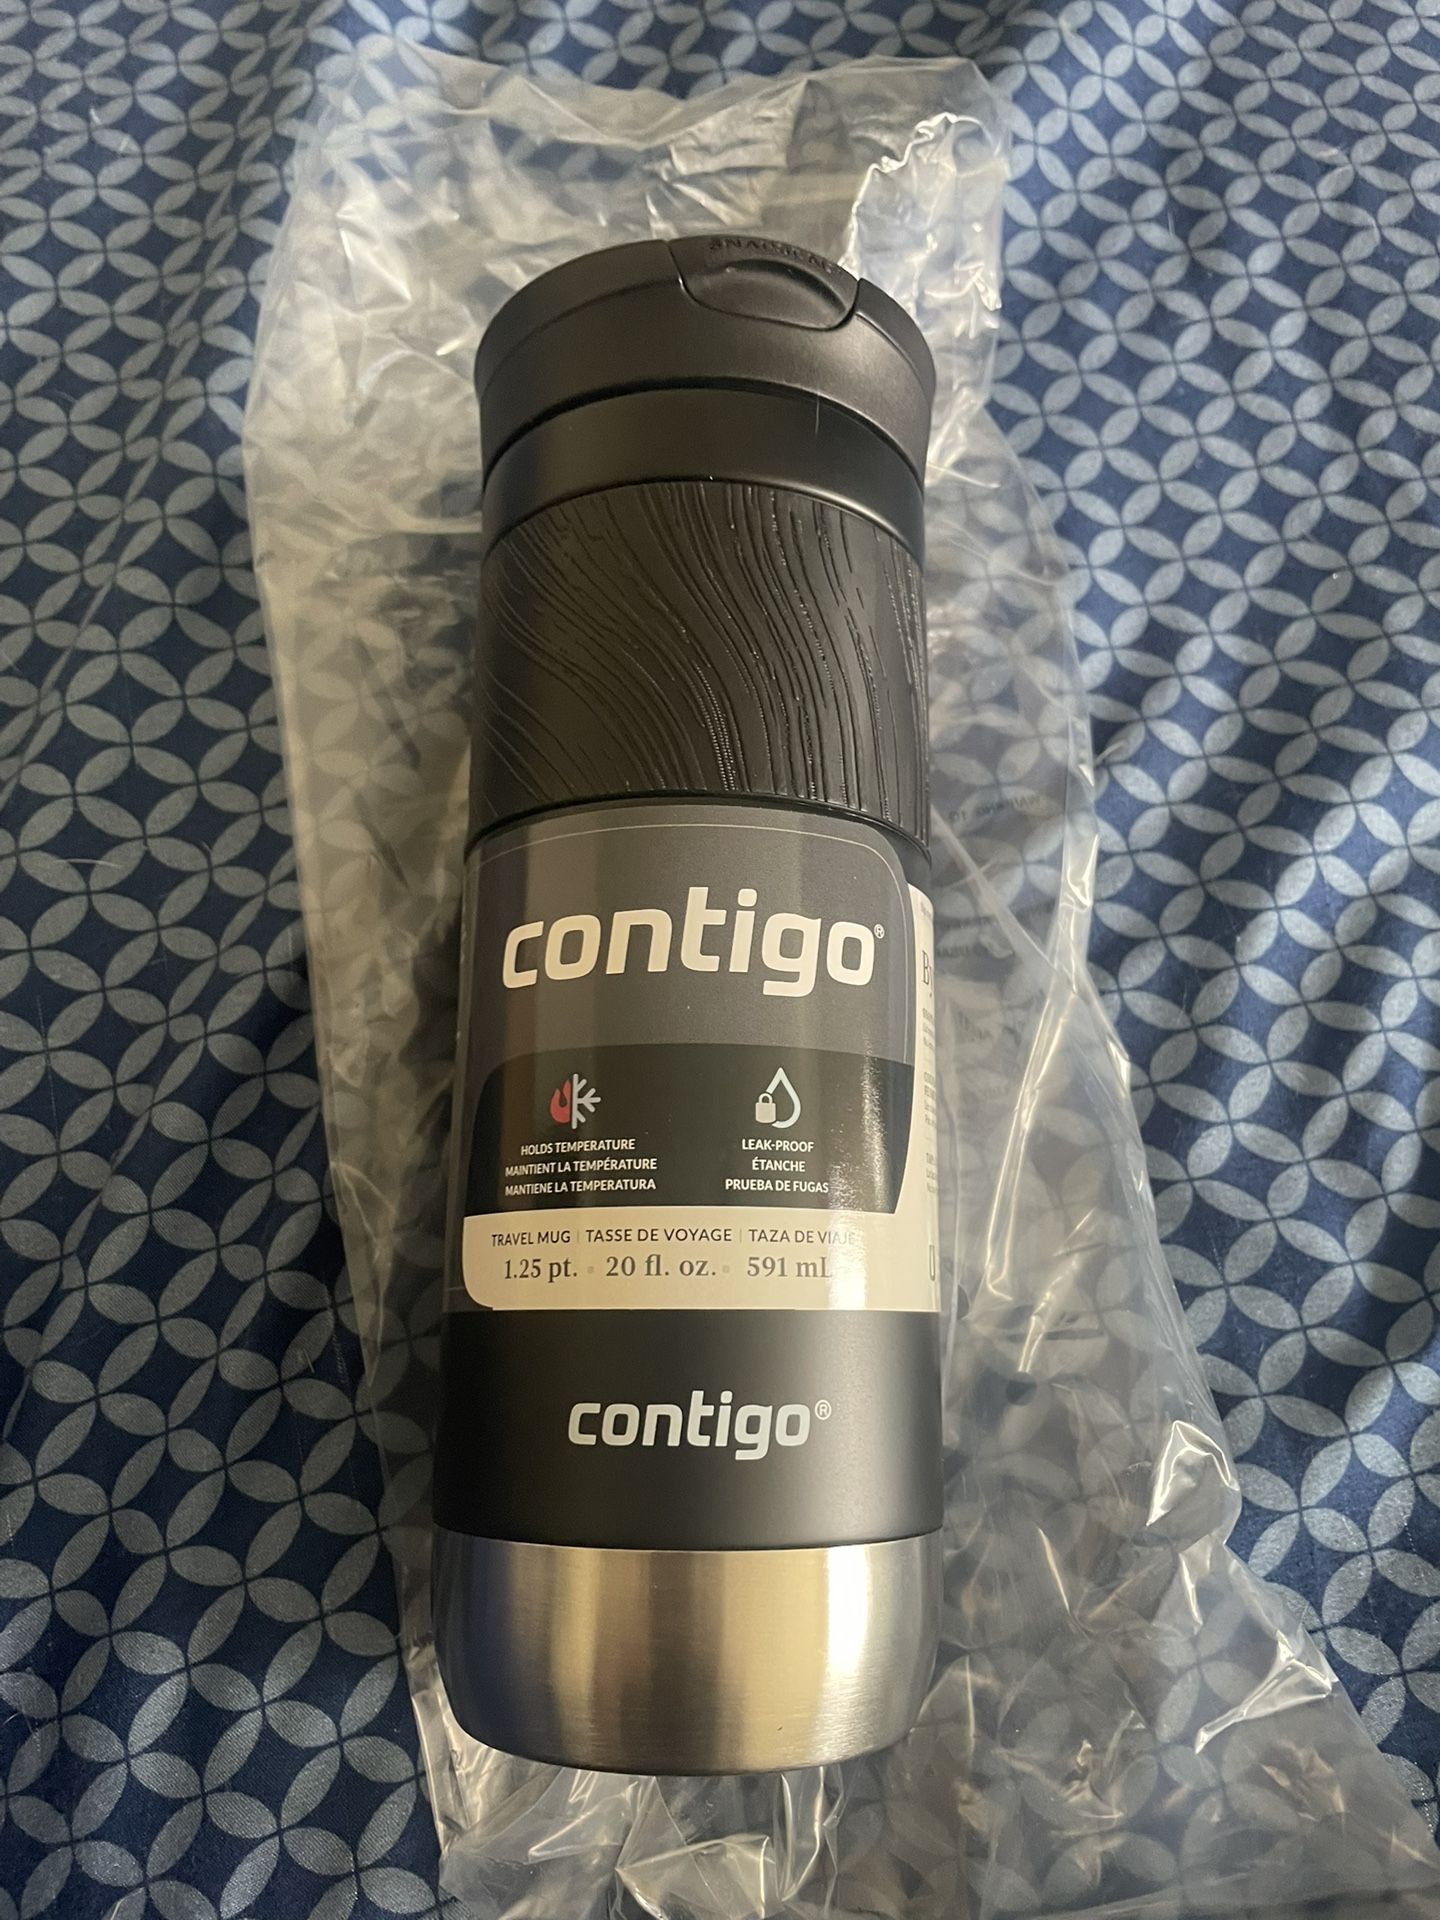 SNAPSEAL
contigo®
HOLDS TEMPERATURE
MAINTIENT LA TEMPÉRATURE
MANTIENE LA TEMPERATURA
LEAK-PROOF
ÉTANCHE
PRUEBA DE FUGAS
TRAVEL MUG | TASSE DE VOYAGE | TAZA DE VIAJE
1.25 pt. • 20 fl. oz. • 591 mL
contigo®